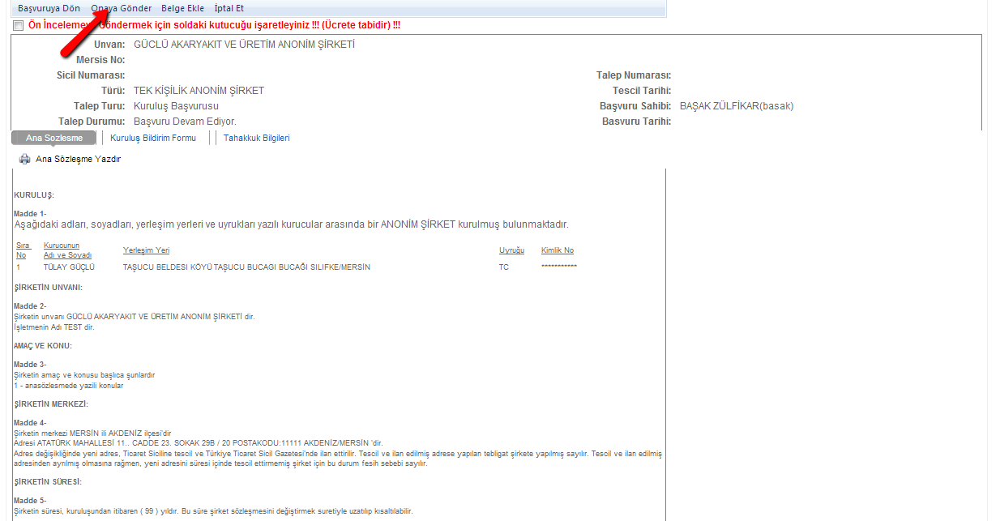 Başvuruya Dön Onaya Gönder Belge Ekle İptal Et
Ön İncelemeye Göndermek için soldaki kutucuğu işaretleyiniz !!! (Ücrete tabidir) !!!
Unvan: GÜCLÜ AKARYAKIT VE ÜRETİM ANONİM ŞİRKETİ
Mersis No:
Sicil Numarası: Talep Numarası:
Türü: TEK KİŞİLİK ANONİM ŞİRKET Tescil Tarihi:
Talep Turu: Kuruluş Başvurusu Başvuru Sahibi: BAŞAK ZÜLFİKAR(basak)
Talep Durumu: Başvuru Devam Ediyor. Basvuru Tarihi:
Ana Sozlesme Kuruluş Bildirim Formu Tahakkuk Bilgileri
Ana Sözleşme Yazdır
KURULUŞ:
Madde 1-
Aşağıdaki adları, soyadları, yerleşim yerleri ve uyrukları yazılı kurucular arasında bir ANONİM ŞİRKET kurulmuş bulunmaktadır.
Sıra Kurucunun
No Adı ve Soyadı Yerleşim Yeri Uyruğu Kimlik No
1 TÜLAY GÜÇLÜ TAŞUCU BELDESI KÖYÜ TAŞUCU BUCAGI BUCAĞI SILIFKE/MERSİN TC ***********
ŞİRKETİN UNVANI:
Madde 2-
Şirketin unvanı GÜCLÜ AKARYAKIT VE ÜRETİM ANONİM ŞİRKETİ dir.
İşletmenin Adı TEST dir.
AMAÇ VE KONU:
Madde 3-
Şirketin amaç ve konusu başlıca şunlardır
1 - anasözlesmede yazili konular
ŞİRKETİN MERKEZİ:
Madde 4-
Şirketin merkezi MERSİN ili AKDENİZ ilçesi'dir
Adresi ATATÜRK MAHALLESİ 11.. CADDE 23. SOKAK 29B / 20 POSTAKODU:11111 AKDENİZ/MERSİN 'dir.
Adres değişikliğinde yeni adres, Ticaret Siciline tescil ve Türkiye Ticaret Sicil Gazetesi'nde ilan ettirilir. Tescil ve ilan edilmiş adrese yapılan tebligat şirkete yapılmış sayılır. Tescil ve ilan edilmiş
adresinden ayrılmış olmasına rağmen, yeni adresini süresi içinde tescil ettirmemiş şirket için bu durum fesih sebebi sayılır.
ŞİRKETİN SÜRESİ:
Madde 5-
Şirketin süresi, kuruluşundan itibaren ( 99 ) yıldır. Bu süre şirket sözleşmesini değiştirmek suretiyle uzatılıp kısaltılabilir.